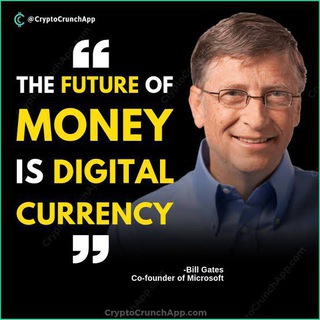 @CryptoCrunchApp
❝
THE FUTURE OF
MONEY
IS DIGITAL
CURRENCY
❞
-Bill Gates
Co-founder of Microsoft
CryptoCrunchApp.com